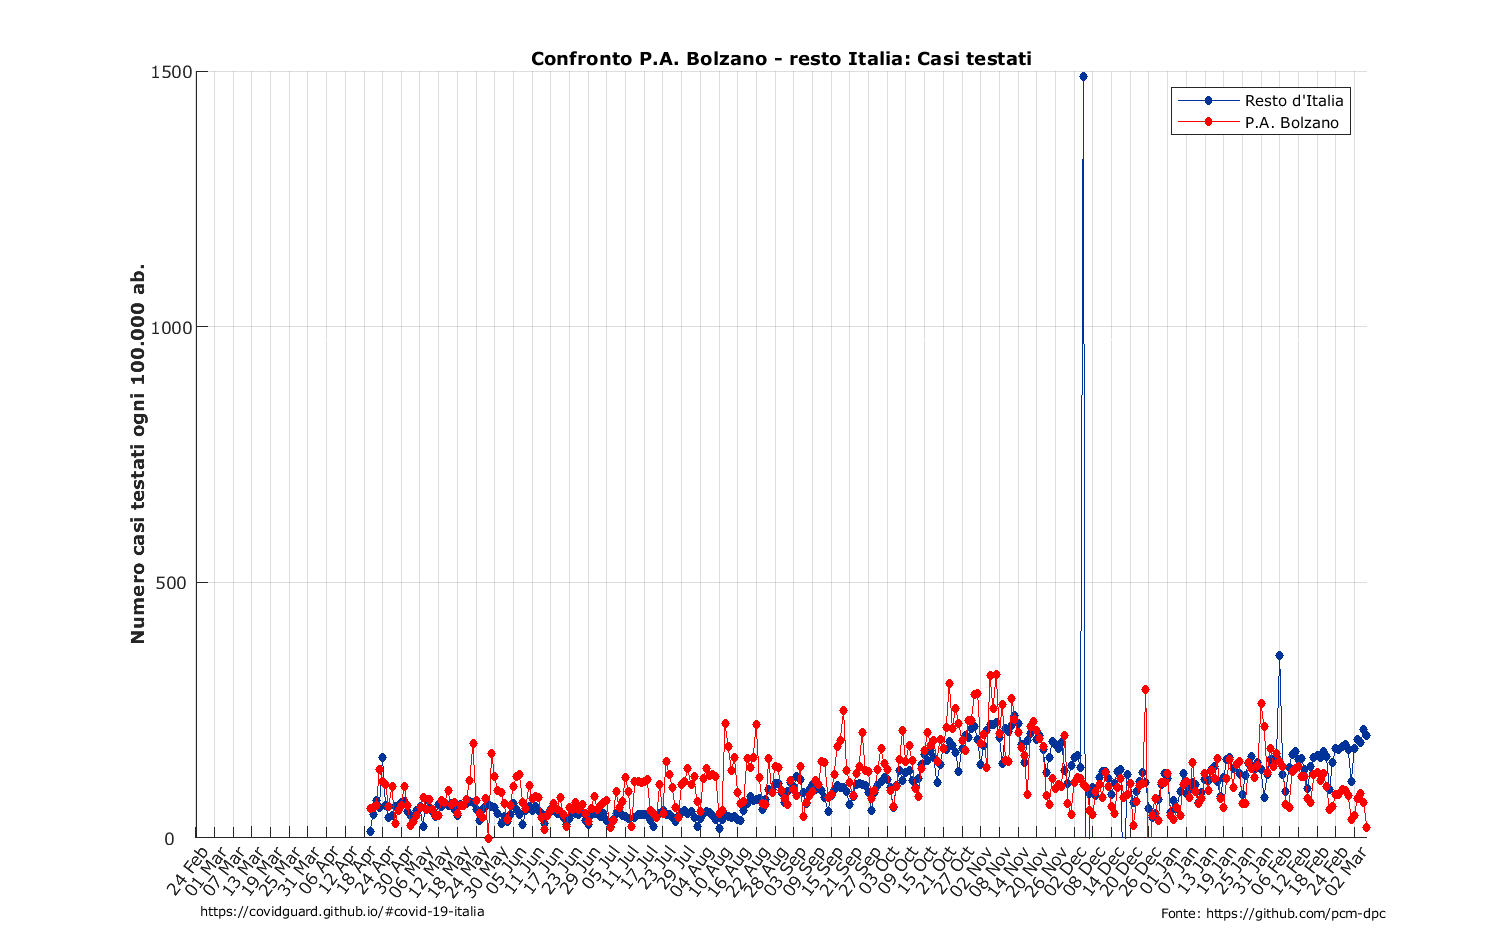 Confronto P.A. Bolzano - resto Italia: Casi testati
Numero casi testati ogni 100.000 ab.
1500
1000
500
0
Resto d'Italia
P.A. Bolzano
24 Feb
01 Mar
07 Mar
13 Mar
19 Mar
25 Mar
31 Mar
06 Apr
12 Apr
18 Apr
24 Apr
30 Apr
06 May
12 May
18 May
24 May
30 May
05 Jun
11 Jun
17 Jun
23 Jun
29 Jun
05 Jul
11 Jul
17 Jul
23 Jul
29 Jul
04 Aug
10 Aug
16 Aug
22 Aug
28 Aug
03 Sep
09 Sep
15 Sep
21 Sep
27 Sep
03 Oct
09 Oct
15 Oct
21 Oct
27 Oct
02 Nov
08 Nov
14 Nov
20 Nov
26 Nov
02 Dec
08 Dec
14 Dec
20 Dec
26 Dec
01 Jan
07 Jan
13 Jan
19 Jan
25 Jan
31 Jan
06 Feb
12 Feb
18 Feb
24 Feb
02 Mar
https://covidguard.github.io/#covid-19-italia
Fonte: https://github.com/pcm-dpc